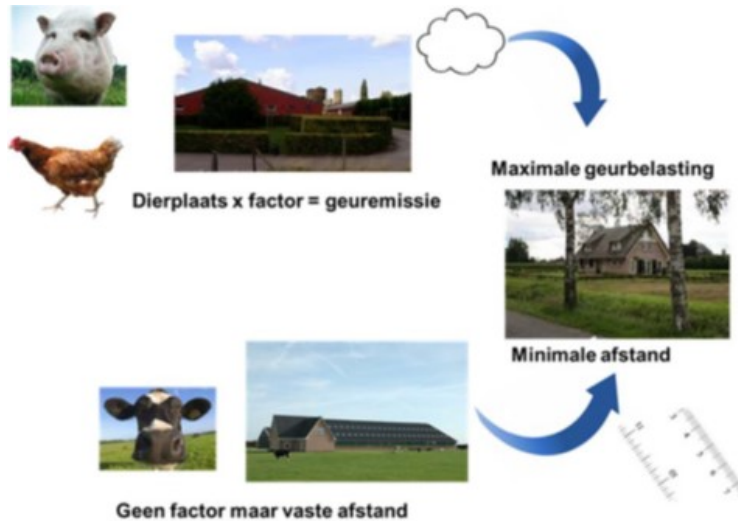 Maximale geurbelasting
Dierplaats x factor = geuremissie
Minimale afstand
Geen factor maar vaste afstand